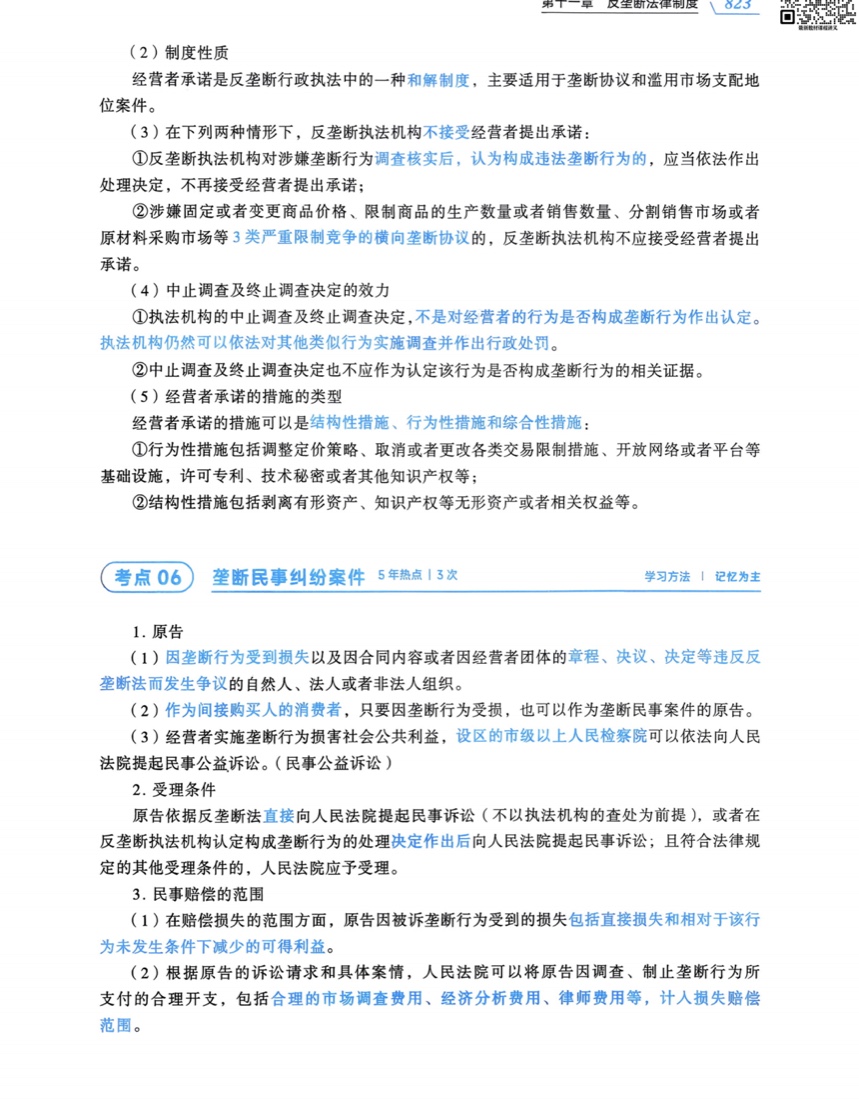 第十一章 反垄断法律制度 823
(2)制度性质
经营者承诺是反垄断行政执法中的一种和解制度，主要适用于垄断协议和滥用市场支配地
位案件。
(3)在下列两种情形下，反垄断执法机构不接受经营者提出承诺：
①反垄断执法机构对涉嫌垄断行为调查核实后，认为构成违法垄断行为的，应当依法作出
处理决定，不再接受经营者提出承诺；
②涉嫌固定或者变更商品价格、限制商品的生产数量或者销售数量、分割销售市场或者
原材料采购市场等3类严重限制竞争的横向垄断协议的，反垄断执法机构不应接受经营者提出
承诺。
(4)中止调查及终止调查决定的效力
①执法机构的中止调查及终止调查决定，不是对经营者的行为是否构成垄断行为作出认定。
执法机构仍然可以依法对其他类似行为实施调查并作出行政处罚。
②中止调查及终止调查决定也不应作为认定该行为是否构成垄断行为的相关证据。
(5)经营者承诺的措施的类型
经营者承诺的措施可以是结构性措施、行为性措施和综合性措施：
①行为性措施包括调整定价策略、取消或者更改各类交易限制措施、开放网络或者平台等
基础设施，许可专利、技术秘密或者其他知识产权等；
②结构性措施包括剥离有形资产、知识产权等无形资产或者相关权益等。
考点 06 垄断民事纠纷案件 5年热点|3次 学习方法 | 记忆为主
1. 原告
(1)因垄断行为受到损失以及因合同内容或者因经营者团体的章程、决议、决定等违反反
垄断法而发生争议的自然人、法人或者非法人组织。
(2)作为间接购买人的消费者，只要因垄断行为受损，也可以作为垄断民事案件的原告。
(3)经营者实施垄断行为损害社会公共利益，设区的市级以上人民检察院可以依法向人民
法院提起民事公益诉讼。(民事公益诉讼)
2. 受理条件
原告依据反垄断法直接向人民法院提起民事诉讼(不以执法机构的查处为前提)，或者在
反垄断执法机构认定构成垄断行为的处理决定作出后向人民法院提起民事诉讼；且符合法律规
定的其他受理条件的，人民法院应予受理。
3. 民事赔偿的范围
(1)在赔偿损失的范围方面，原告因被诉垄断行为受到的损失包括直接损失和相对于该行
为未发生条件下减少的可得利益。
(2)根据原告的诉讼请求和具体案情，人民法院可以将原告因调查、制止垄断行为所
支付的合理开支，包括合理的市场调查费用、经济分析费用、律师费用等，计入损失赔偿
范围。